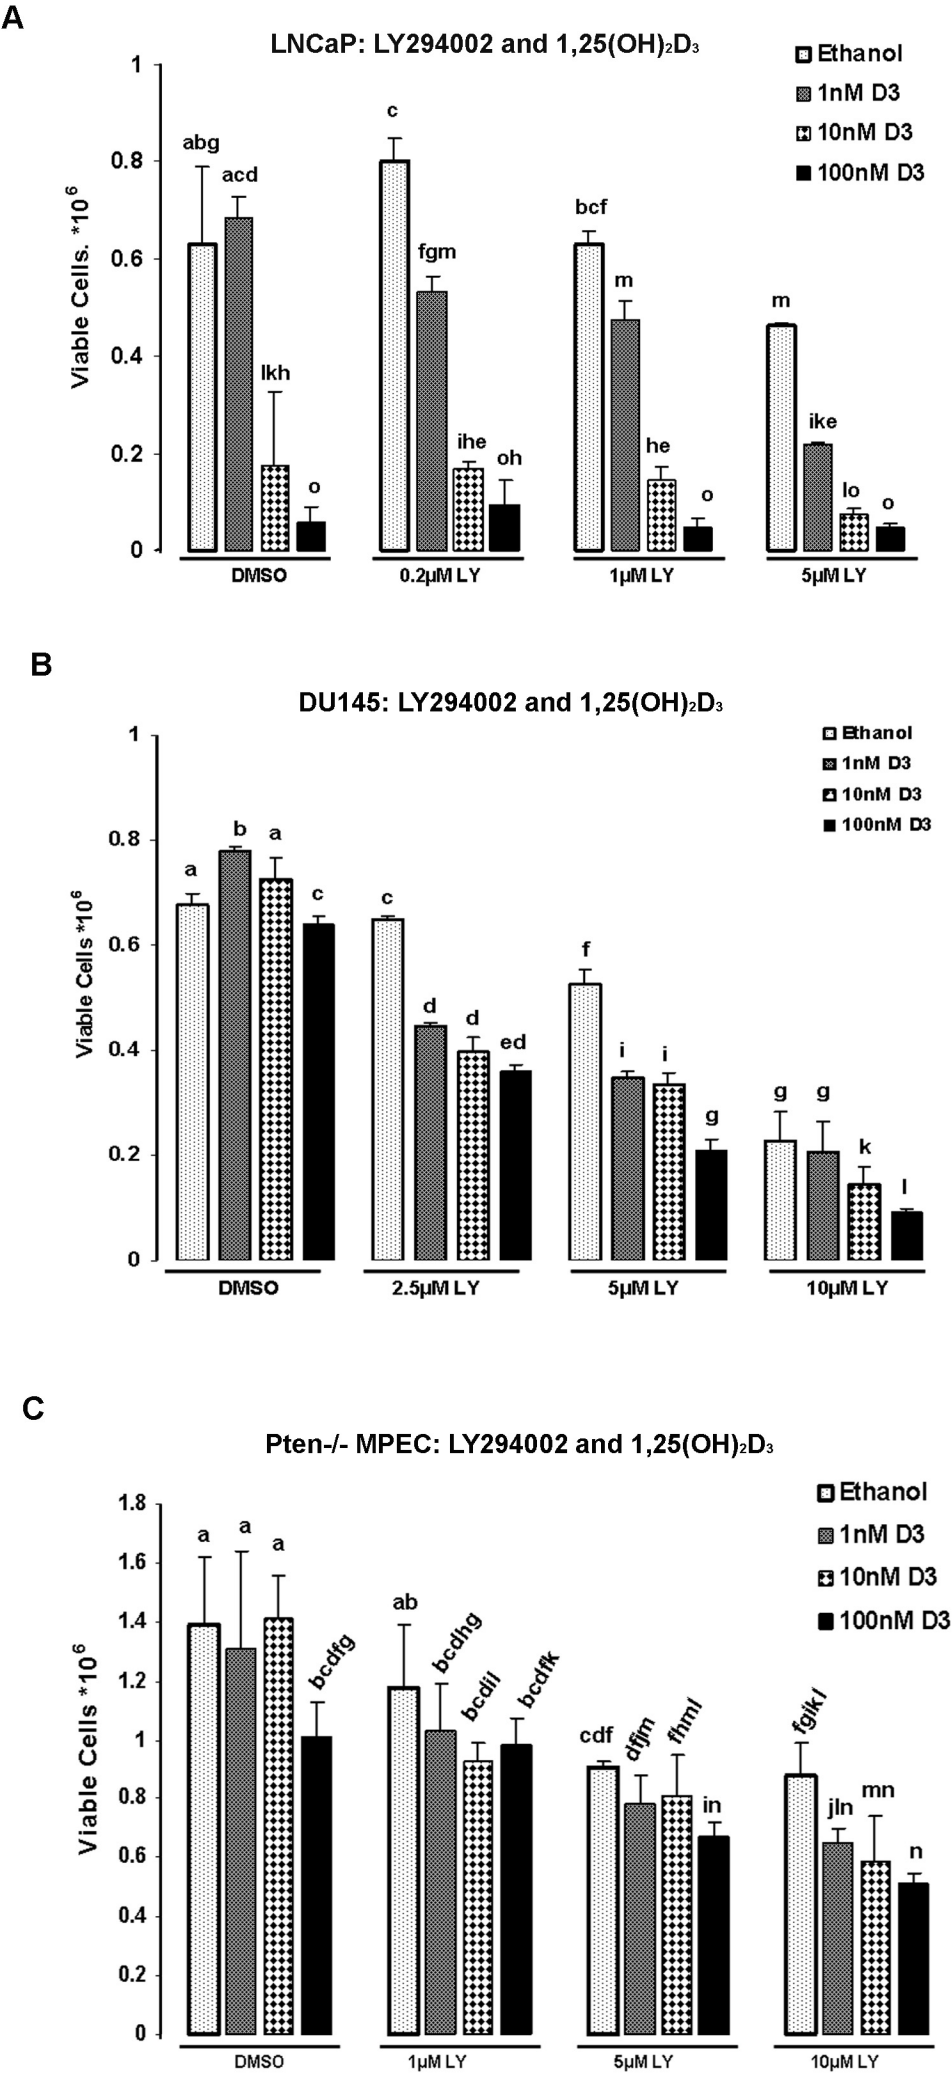 A
LNCaP: LY294002 and 1,25(OH)₂D₃
Ethanol
1nM D3
10nM D3
100nM D3
Viable Cells. *10⁶
1
0.8
0.6
0.4
0.2
0
abg acd lkh o
c fgm ihe oh
bcf m he o
m ike lo o
DMSO 0.2µM LY 1µM LY 5µM LY
B
DU145: LY294002 and 1,25(OH)₂D₃
Ethanol
1nM D3
10nM D3
100nM D3
Viable Cells *10⁶
1
0.8
0.6
0.4
0.2
0
a b a c
c d d ed
f i i g
g g k l
DMSO 2.5µM LY 5µM LY 10µM LY
C
Pten-/- MPEC: LY294002 and 1,25(OH)₂D₃
Ethanol
1nM D3
10nM D3
100nM D3
Viable Cells *10⁶
1.8
1.6
1.4
1.2
1
0.8
0.6
0.4
0.2
0
a a a bcdfg
ab bcdhg bcdil bcdfk
cdf dfjm fhml in
fgikl jln mn n
DMSO 1µM LY 5µM LY 10µM LY